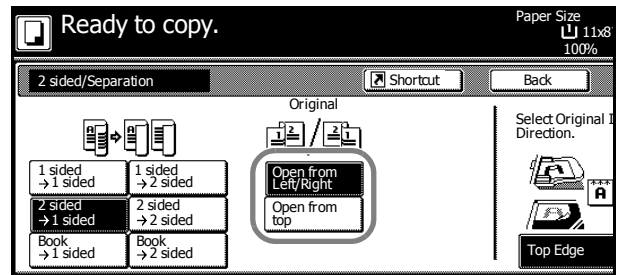 Ready to copy.
Paper Size
11x8
100%
2 sided/Separation
Shortcut
Back
Original
Select Original I
Direction.
1 sided
→1 sided
1 sided
→2 sided
2 sided
→1 sided
2 sided
→2 sided
Book
→1 sided
Book
→2 sided
Open from
Left/Right
Open from
top
Top Edge